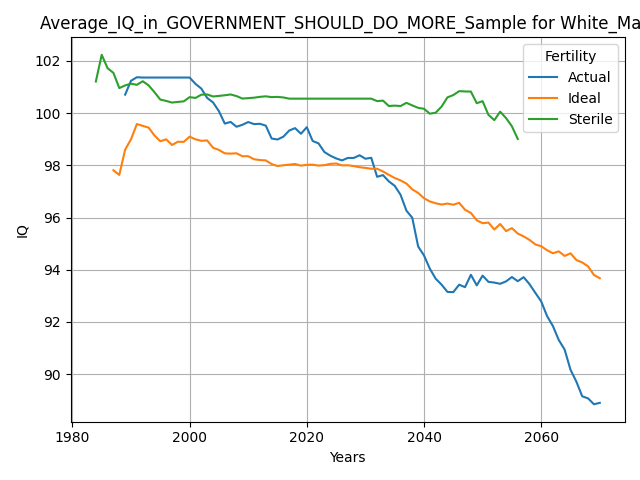 Average_IQ_in_GOVERNMENT_SHOULD_DO_MORE_Sample for White_Ma
102
100
98
96
94
92
90
IQ
1980
2000
2020
2040
2060
Years
Fertility
Actual
Ideal
Sterile